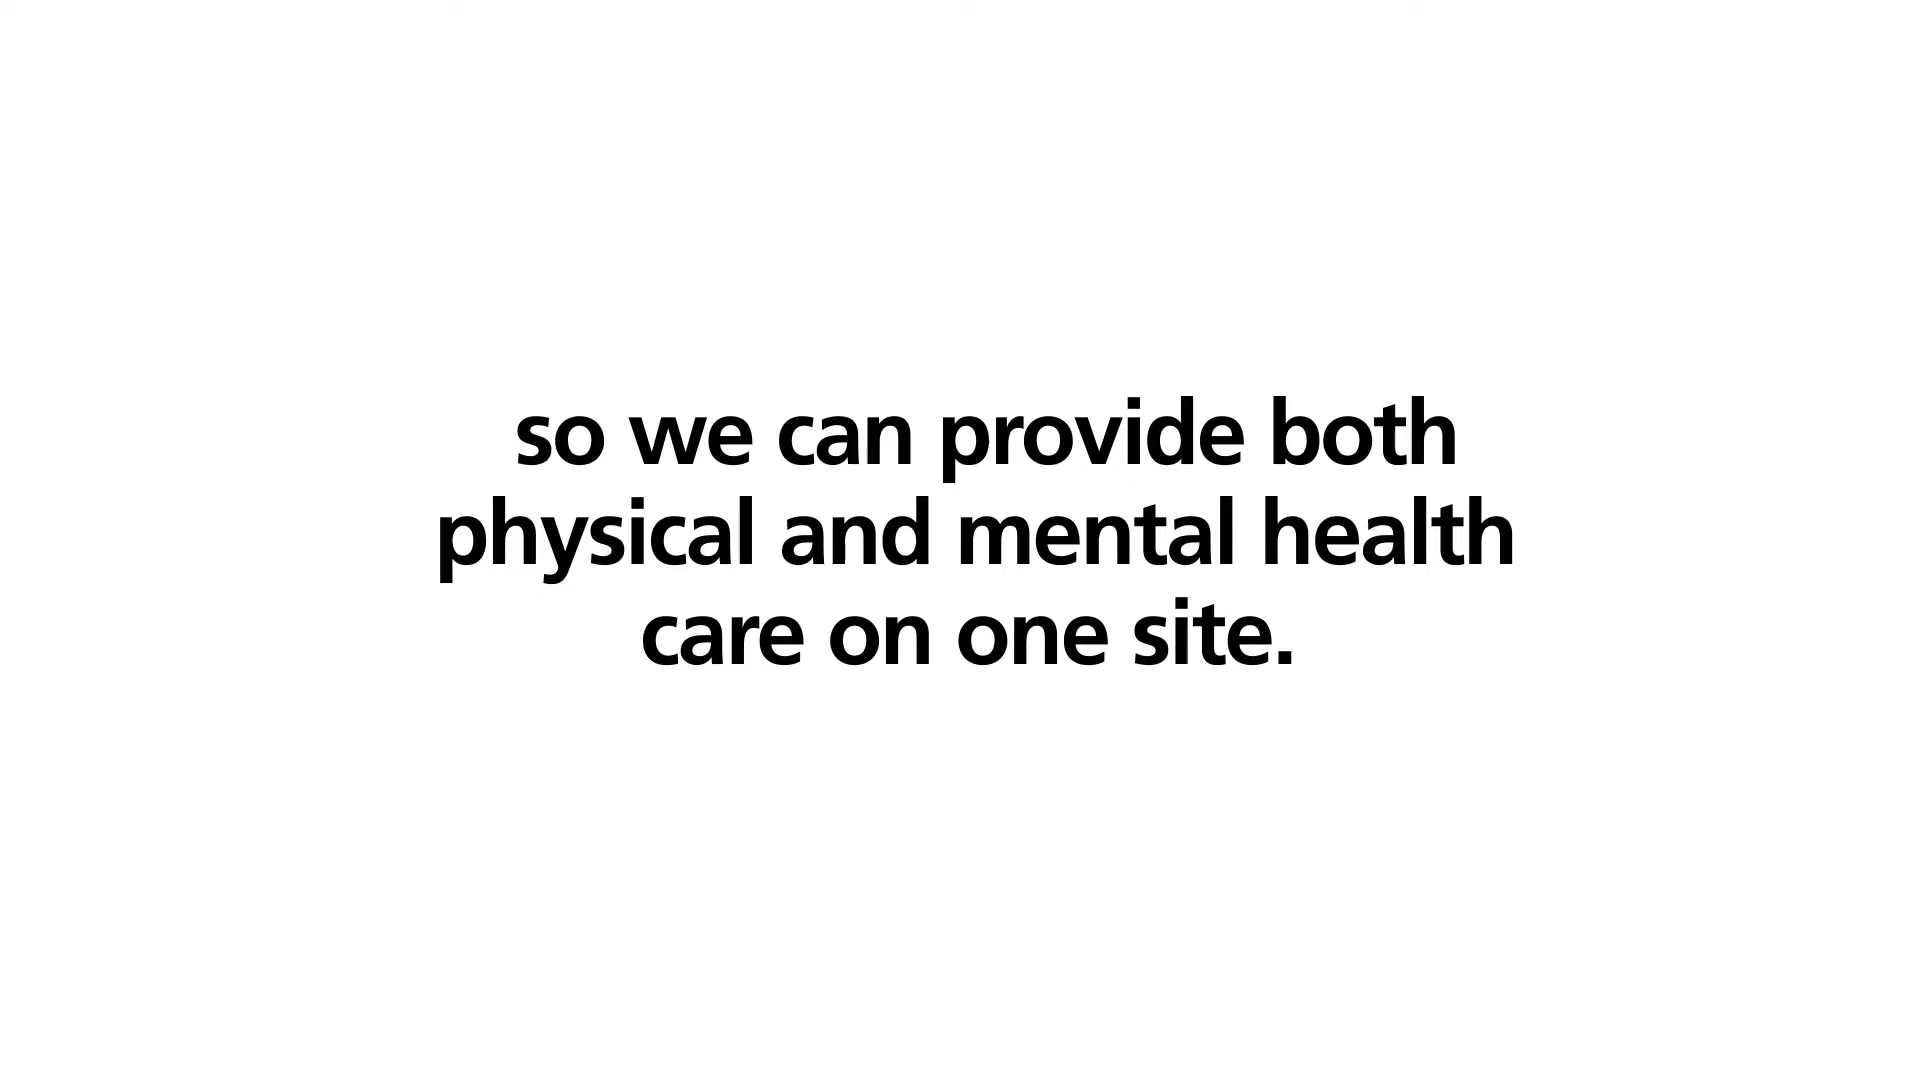 so we can provide both
physical and mental health
care on one site.